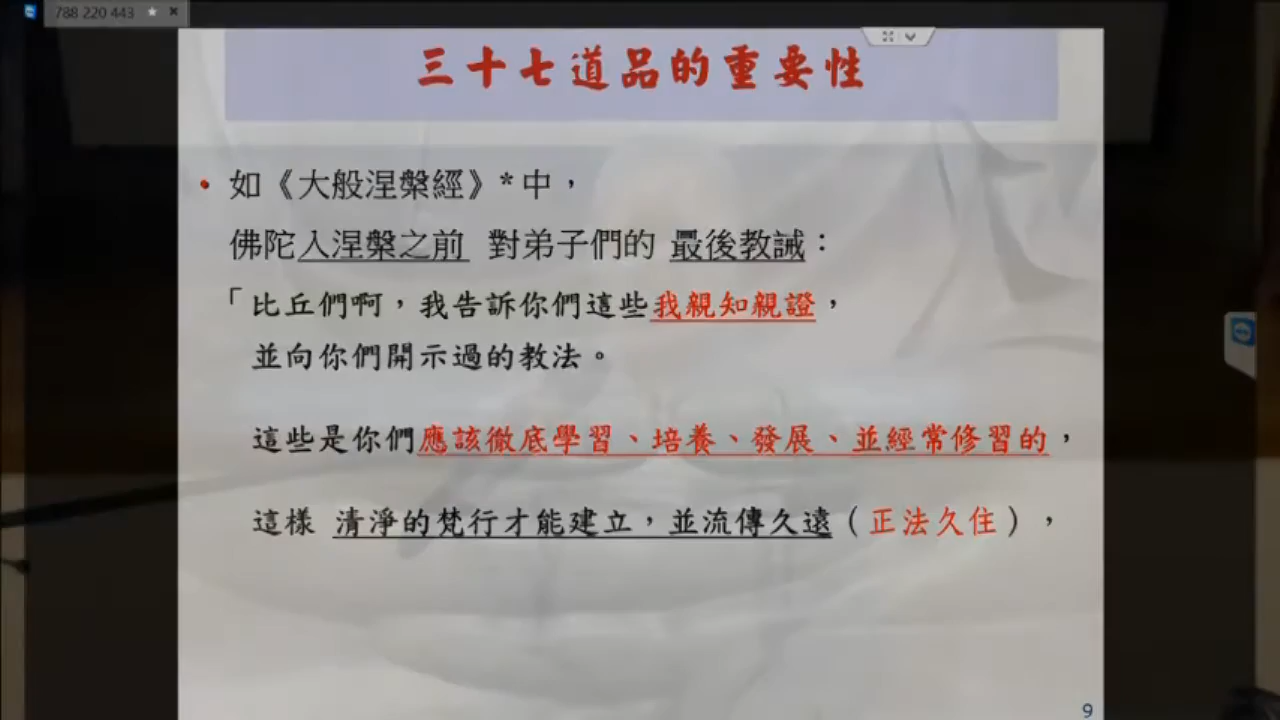 788 220 443
三十七道品的重要性
• 如《大般涅槃經》*中，
佛陀入涅槃之前 對弟子們的 最後教誡：
「比丘們啊，我告訴你們這些我親知親證，
並向你們開示過的教法。
這些是你們應該徹底學習、培養、發展、並經常修習的，
這樣 清淨的梵行才能建立，並流傳久遠（正法久住），
9